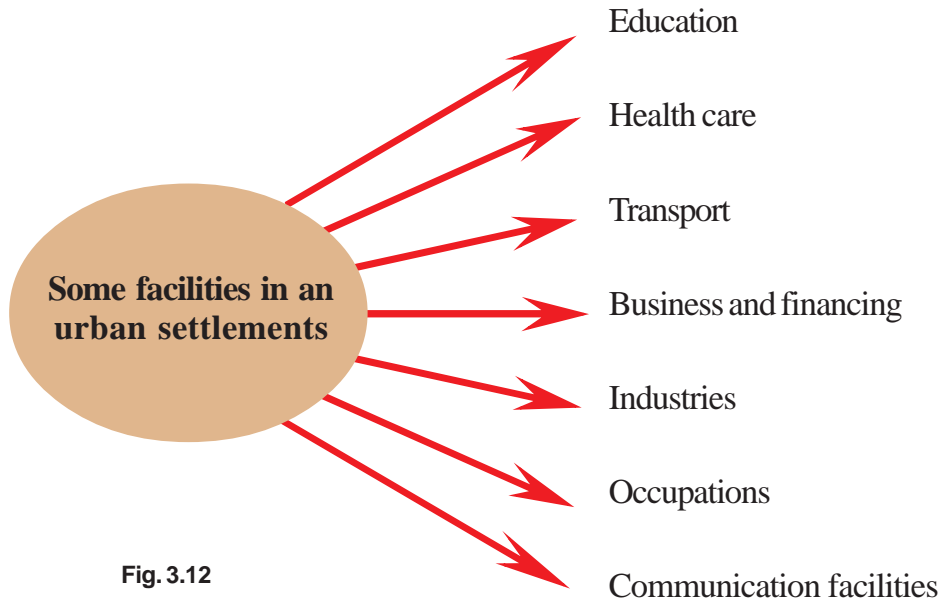 Education
Health care
Transport
Some facilities in an
urban settlements
Business and financing
Industries
Occupations
Communication facilities
Fig. 3.12